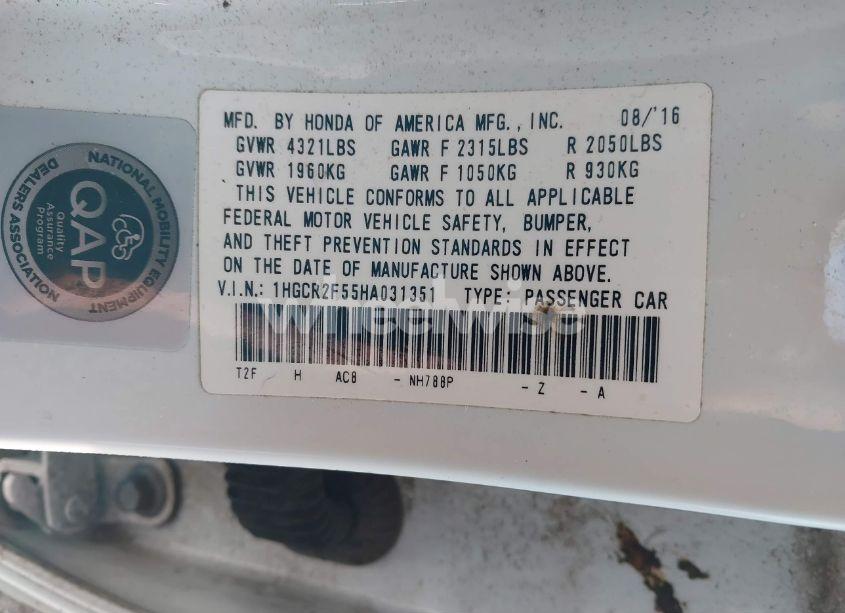 MFD. BY HONDA OF AMERICA MFG., INC. 08/'16
GVWR 4321LBS GAWR F 2315LBS R 2050LBS
GVWR 1960KG GAWR F 1050KG R 930KG
THIS VEHICLE CONFORMS TO ALL APPLICABLE
FEDERAL MOTOR VEHICLE SAFETY, BUMPER,
AND THEFT PREVENTION STANDARDS IN EFFECT
ON THE DATE OF MANUFACTURE SHOWN ABOVE.
V.I.N.: 1HGCR2F55HA031351 TYPE: PASSENGER CAR
T2F H AC8 - NH788P - Z - A
NATIONAL MOBILITY EQUIPMENT
DEALERS ASSOCIATION
QAP
Quality
Assurance
Program
wheelwise